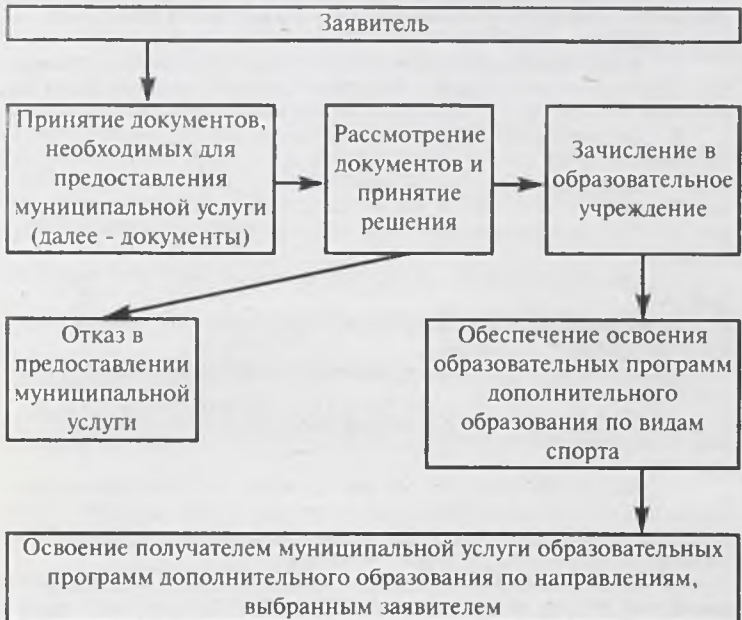 Заявитель
Принятие документов,
необходимых для
предоставления
муниципальной услуги
(далее - документы)
Рассмотрение
документов и
принятие
решения
Зачисление в
образовательное
учреждение
Отказ в
предоставлении
муниципальной
услуги
Обеспечение освоения
образовательных программ
дополнительного
образования по видам
спорта
Освоение получателем муниципальной услуги образовательных
программ дополнительного образования по направлениям,
выбранным заявителем